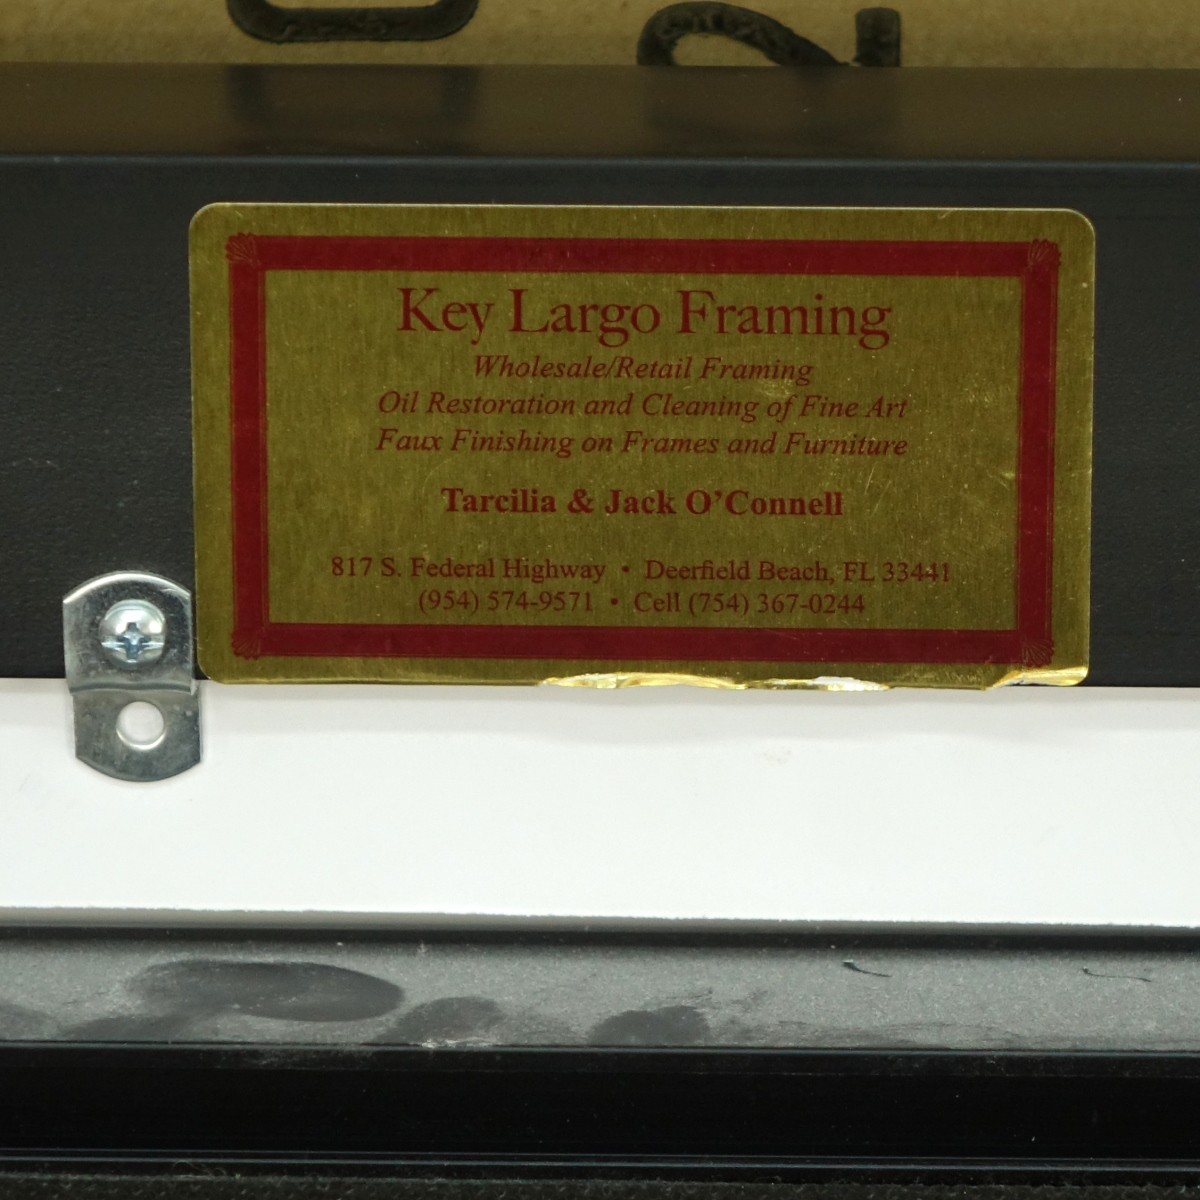 Key Largo Framing
Wholesale/Retail Framing
Oil Restoration and Cleaning of Fine Art
Faux Finishing on Frames and Furniture
Tarcilia & Jack O'Connell
817 S. Federal Highway • Deerfield Beach, FL 33441
(954) 574-9571 • Cell (754) 367-0244